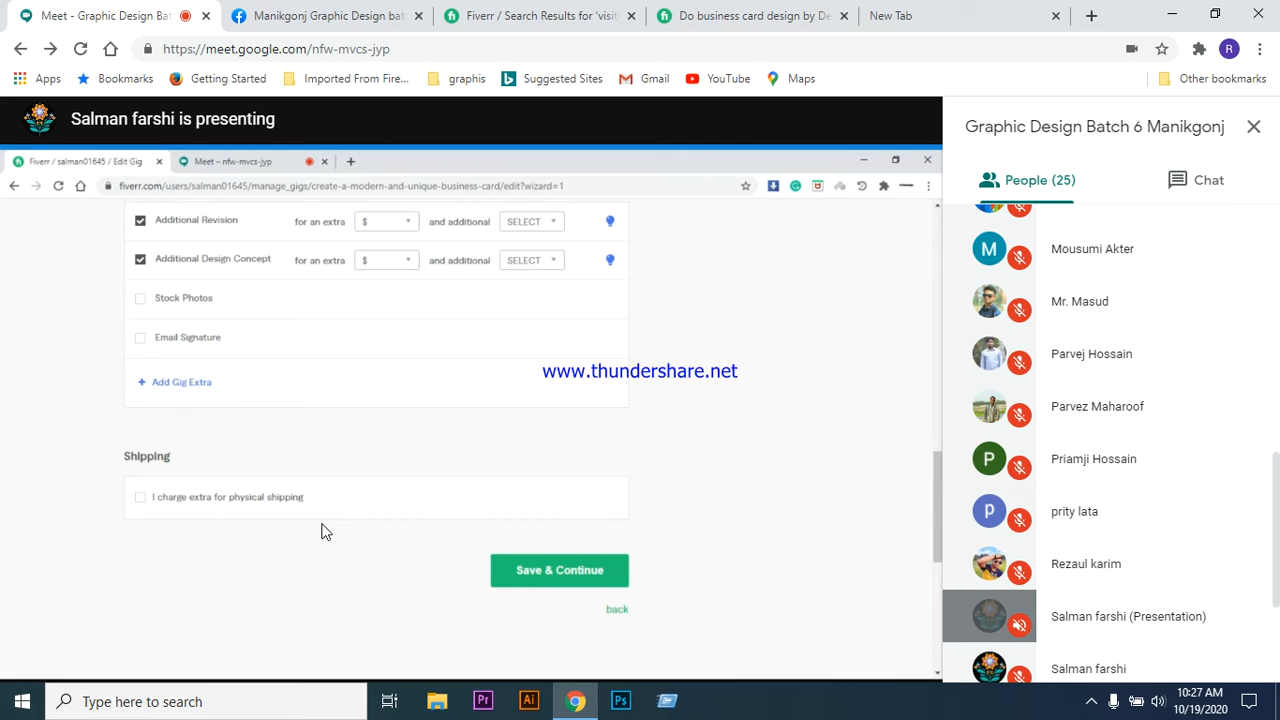 Meet - Graphic Design Bat
Manikgonj Graphic Design bat
Fiverr / Search Results for 'visiti
Do business card design by De
New Tab
https://meet.google.com/nfw-mvcs-jyp
R
Apps
Bookmarks
Getting Started
Imported From Fire...
graphis
Suggested Sites
Gmail
YouTube
Maps
Other bookmarks
Salman farshi is presenting
Fiverr / salman01645 / Edit Gig
Meet – nfw-mvcs-jyp
fiverr.com/users/salman01645/manage_gigs/create-a-modern-and-unique-business-card/edit?wizard=1
Additional Revision for an extra $ and additional SELECT
Additional Design Concept for an extra $ and additional SELECT
Stock Photos
Email Signature
www.thundershare.net
+ Add Gig Extra
Shipping
I charge extra for physical shipping
Save & Continue
back
Graphic Design Batch 6 Manikgonj
People (25)
Chat
M
Mousumi Akter
Mr. Masud
Parvej Hossain
Parvez Maharoof
P
Priamji Hossain
p
prity lata
Rezaul karim
Salman farshi (Presentation)
Salman farshi
Type here to search
Pr
Ai
Ps
10:27 AM
10/19/2020